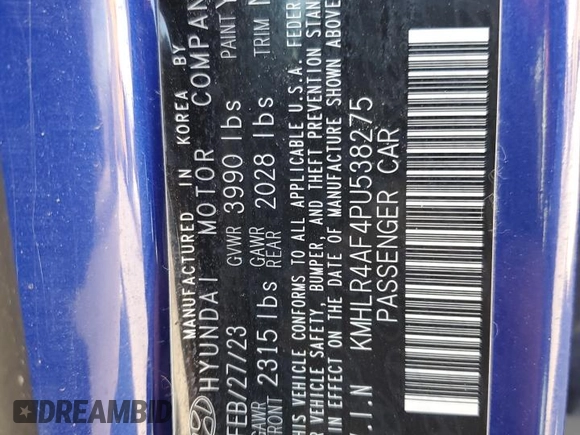 MANUFACTURED IN KOREA BY
HYUNDAI MOTOR COMPAN
FEB/27/23 GVWR 3990 lbs PAINT
GAWR FRONT 2315 lbs GAWR REAR 2028 lbs TRIM
THIS VEHICLE CONFORMS TO ALL APPLICABLE U.S.A. FEDER
VEHICLE SAFETY, BUMPER, AND THEFT PREVENTION STAN
IN EFFECT ON THE DATE OF MANUFACTURE SHOWN ABOVE
V.I.N KMHLR4AF4PU538275
PASSENGER CAR
DREAMBID